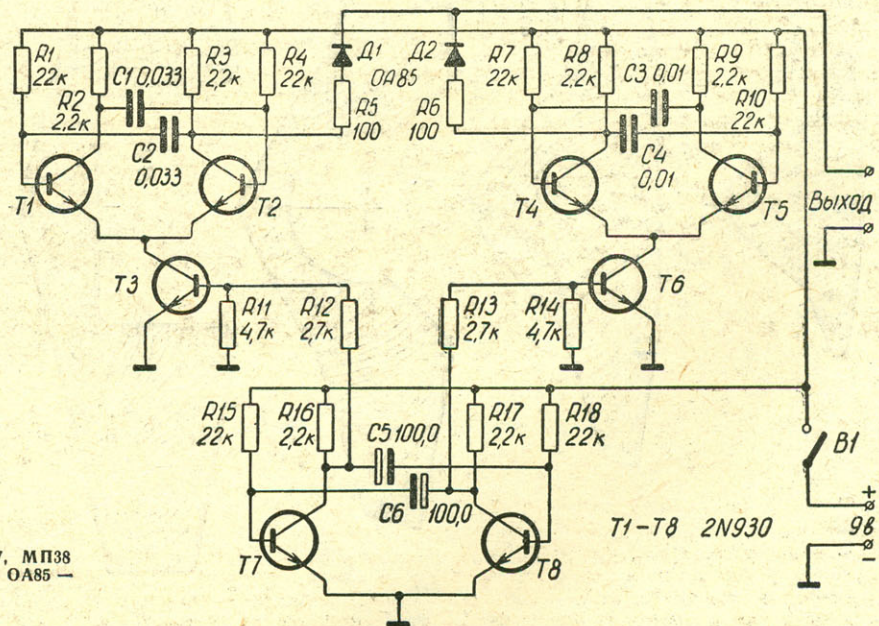 R1
22к
R2
2,2к
C1 0,033
R3
2,2к
R4
22к
C2
0,033
Д1
OA85
R5
100
Д2
R6
100
R7
22к
R8
2,2к
C3 0,01
R9
2,2к
R10
22к
C4
0,01
T1
T2
T4
T5
Выход
T3
T6
R11
4,7к
R12
2,7к
R13
2,7к
R14
4,7к
R15
22к
R16
2,2к
C5 100,0
R17
2,2к
R18
22к
C6
100,0
T7
T8
T1-T8 2N930
B1
+
9в
-
МП38
OA85 —